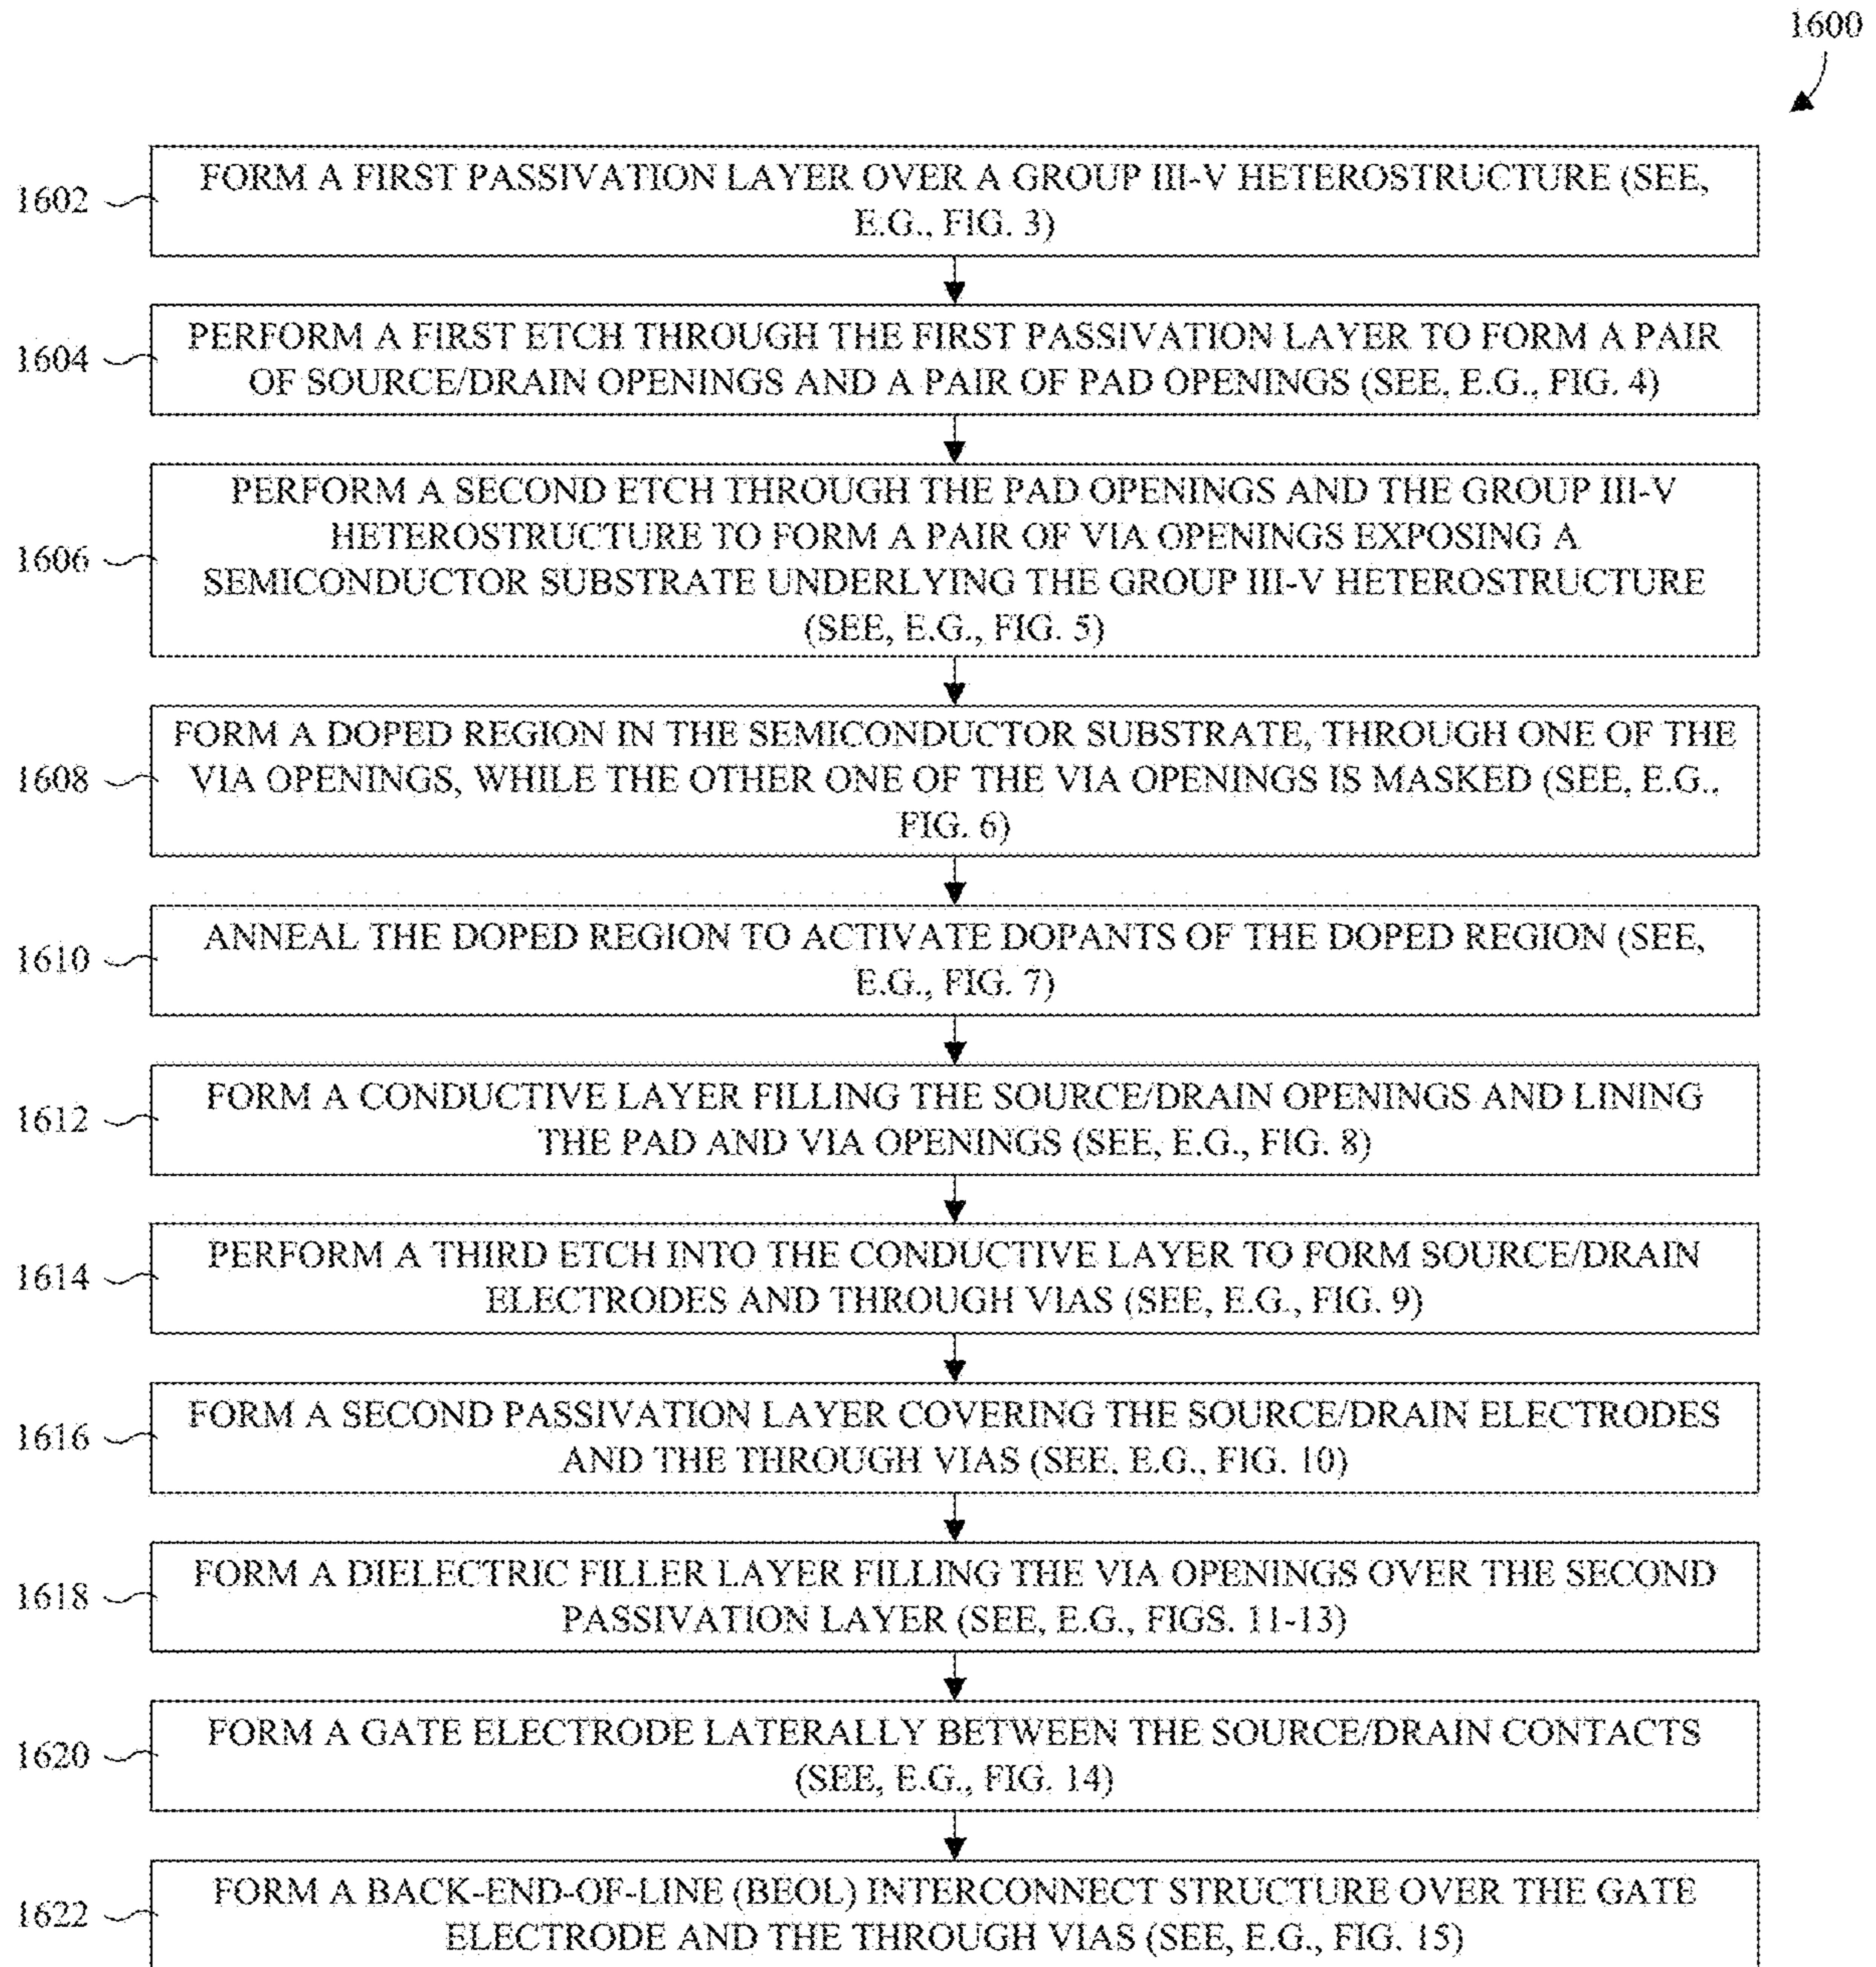 1600
1602
FORM A FIRST PASSIVATION LAYER OVER A GROUP III-V HETEROSTRUCTURE (SEE,
E.G., FIG. 3)
1604
PERFORM A FIRST ETCH THROUGH THE FIRST PASSIVATION LAYER TO FORM A PAIR
OF SOURCE/DRAIN OPENINGS AND A PAIR OF PAD OPENINGS (SEE, E.G., FIG. 4)
1606
PERFORM A SECOND ETCH THROUGH THE PAD OPENINGS AND THE GROUP III-V
HETEROSTRUCTURE TO FORM A PAIR OF VIA OPENINGS EXPOSING A
SEMICONDUCTOR SUBSTRATE UNDERLYING THE GROUP III-V HETEROSTRUCTURE
(SEE, E.G., FIG. 5)
1608
FORM A DOPED REGION IN THE SEMICONDUCTOR SUBSTRATE, THROUGH ONE OF THE
VIA OPENINGS, WHILE THE OTHER ONE OF THE VIA OPENINGS IS MASKED (SEE, E.G.,
FIG. 6)
1610
ANNEAL THE DOPED REGION TO ACTIVATE DOPANTS OF THE DOPED REGION (SEE,
E.G., FIG. 7)
1612
FORM A CONDUCTIVE LAYER FILLING THE SOURCE/DRAIN OPENINGS AND LINING
THE PAD AND VIA OPENINGS (SEE, E.G., FIG. 8)
1614
PERFORM A THIRD ETCH INTO THE CONDUCTIVE LAYER TO FORM SOURCE/DRAIN
ELECTRODES AND THROUGH VIAS (SEE, E.G., FIG. 9)
1616
FORM A SECOND PASSIVATION LAYER COVERING THE SOURCE/DRAIN ELECTRODES
AND THE THROUGH VIAS (SEE, E.G., FIG. 10)
1618
FORM A DIELECTRIC FILLER LAYER FILLING THE VIA OPENINGS OVER THE SECOND
PASSIVATION LAYER (SEE, E.G., FIGS. 11-13)
1620
FORM A GATE ELECTRODE LATERALLY BETWEEN THE SOURCE/DRAIN CONTACTS
(SEE, E.G., FIG. 14)
1622
FORM A BACK-END-OF-LINE (BEOL) INTERCONNECT STRUCTURE OVER THE GATE
ELECTRODE AND THE THROUGH VIAS (SEE, E.G., FIG. 15)